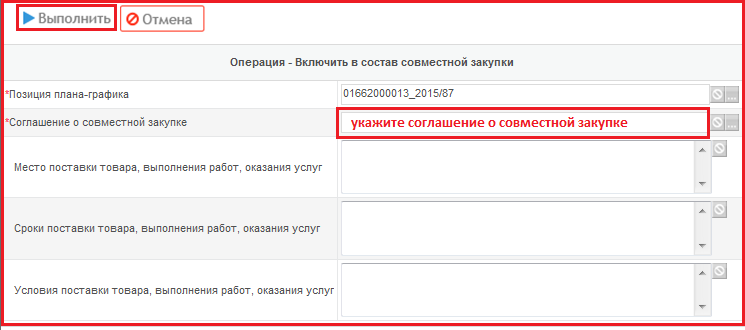 Выполнить Отмена
Операция - Включить в состав совместной закупки
*Позиция плана-графика 01662000013_2015/87 ...
*Соглашение о совместной закупке укажите соглашение о совместной закупке ...
Место поставки товара, выполнения работ, оказания услуг
Сроки поставки товара, выполнения работ, оказания услуг
Условия поставки товара, выполнения работ, оказания услуг